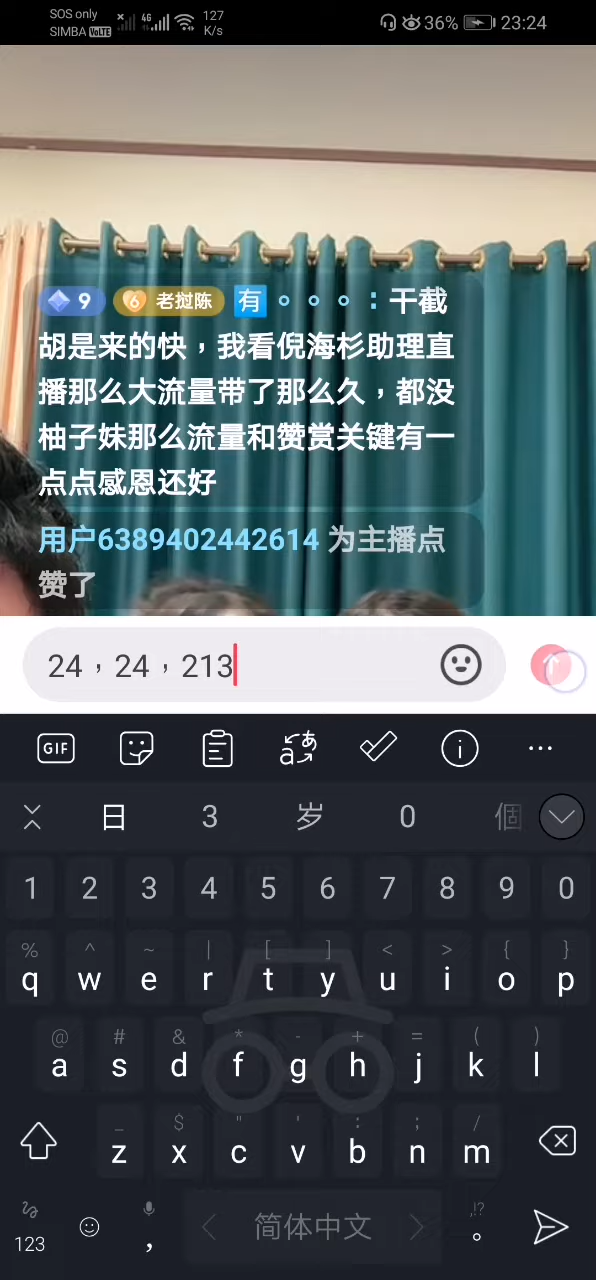 SOS only 4G 127 36% 23:24
SIMBA VoLTE K/s
9 6 老挝陈 有。。。：干截
胡是来的快，我看倪海杉助理直
播那么大流量带了那么久，都没
柚子妹那么流量和赞赏关键有一
点点感恩还好
用户6389402442614 为主播点
赞了
24，24，213
GIF aあ
日 3 岁 0 個
1 2 3 4 5 6 7 8 9 0
% ^ ~ | [ ] < > { }
q w e r t y u i o p
@ # & * - + = ( )
a s d f g h j k l
_ $ " ' : ; /
z x c v b n m
123 , 简体中文 ,!? 。